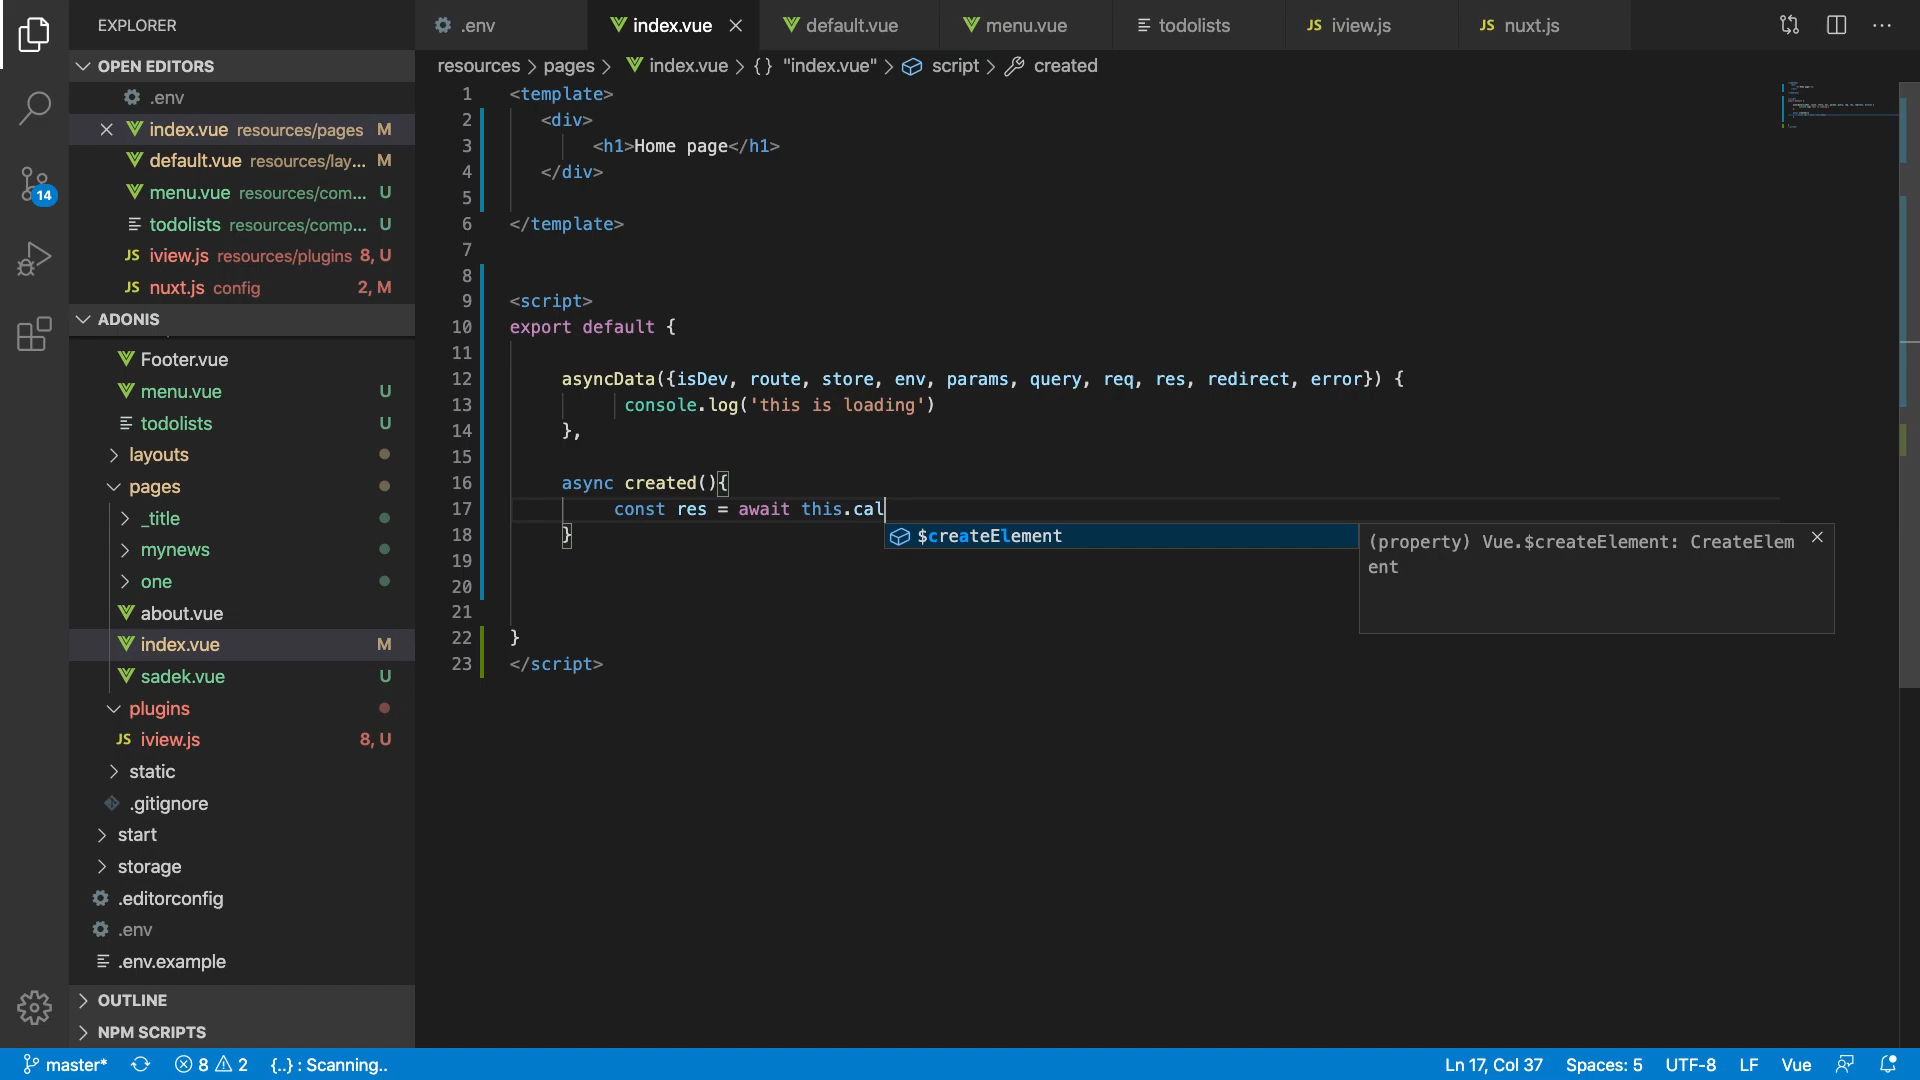 EXPLORER
OPEN EDITORS
.env
index.vue resources/pages M
default.vue resources/lay... M
menu.vue resources/com... U
todolists resources/comp... U
JS iview.js resources/plugins 8, U
JS nuxt.js config 2, M
ADONIS
Footer.vue
menu.vue U
todolists U
layouts
pages
_title
mynews
one
about.vue
index.vue M
sadek.vue U
plugins
JS iview.js 8, U
static
.gitignore
start
storage
.editorconfig
.env
.env.example
OUTLINE
NPM SCRIPTS
14
.env
index.vue
default.vue
menu.vue
todolists
JS iview.js
JS nuxt.js
resources > pages > index.vue > {} "index.vue" > script > created
1 <template>
2 <div>
3 <h1>Home page</h1>
4 </div>
5
6 </template>
7
8
9 <script>
10 export default {
11
12 asyncData({isDev, route, store, env, params, query, req, res, redirect, error}) {
13 console.log('this is loading')
14 },
15
16 async created(){
17 const res = await this.cal
18 }
19
20
21
22 }
23 </script>
$createElement
(property) Vue.$createElement: CreateElem
ent
master* 8 2 {..} : Scanning..
Ln 17, Col 37 Spaces: 5 UTF-8 LF Vue